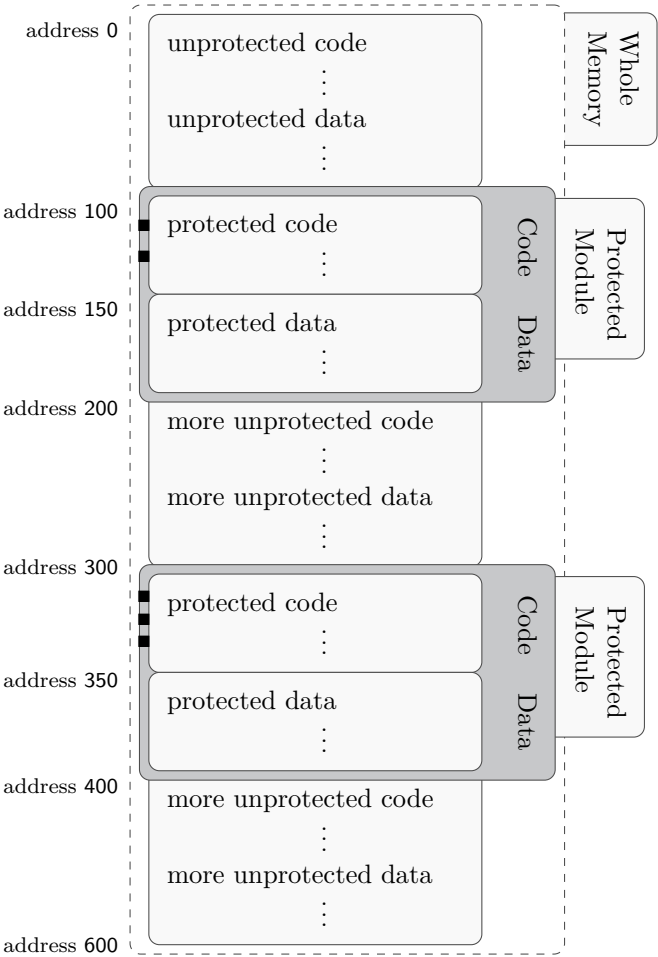 address 0
unprotected code
unprotected data
Whole
Memory
address 100
protected code
Code
Protected
Module
address 150
protected data
Data
address 200
more unprotected code
more unprotected data
address 300
protected code
Code
Protected
Module
address 350
protected data
Data
address 400
more unprotected code
more unprotected data
address 600